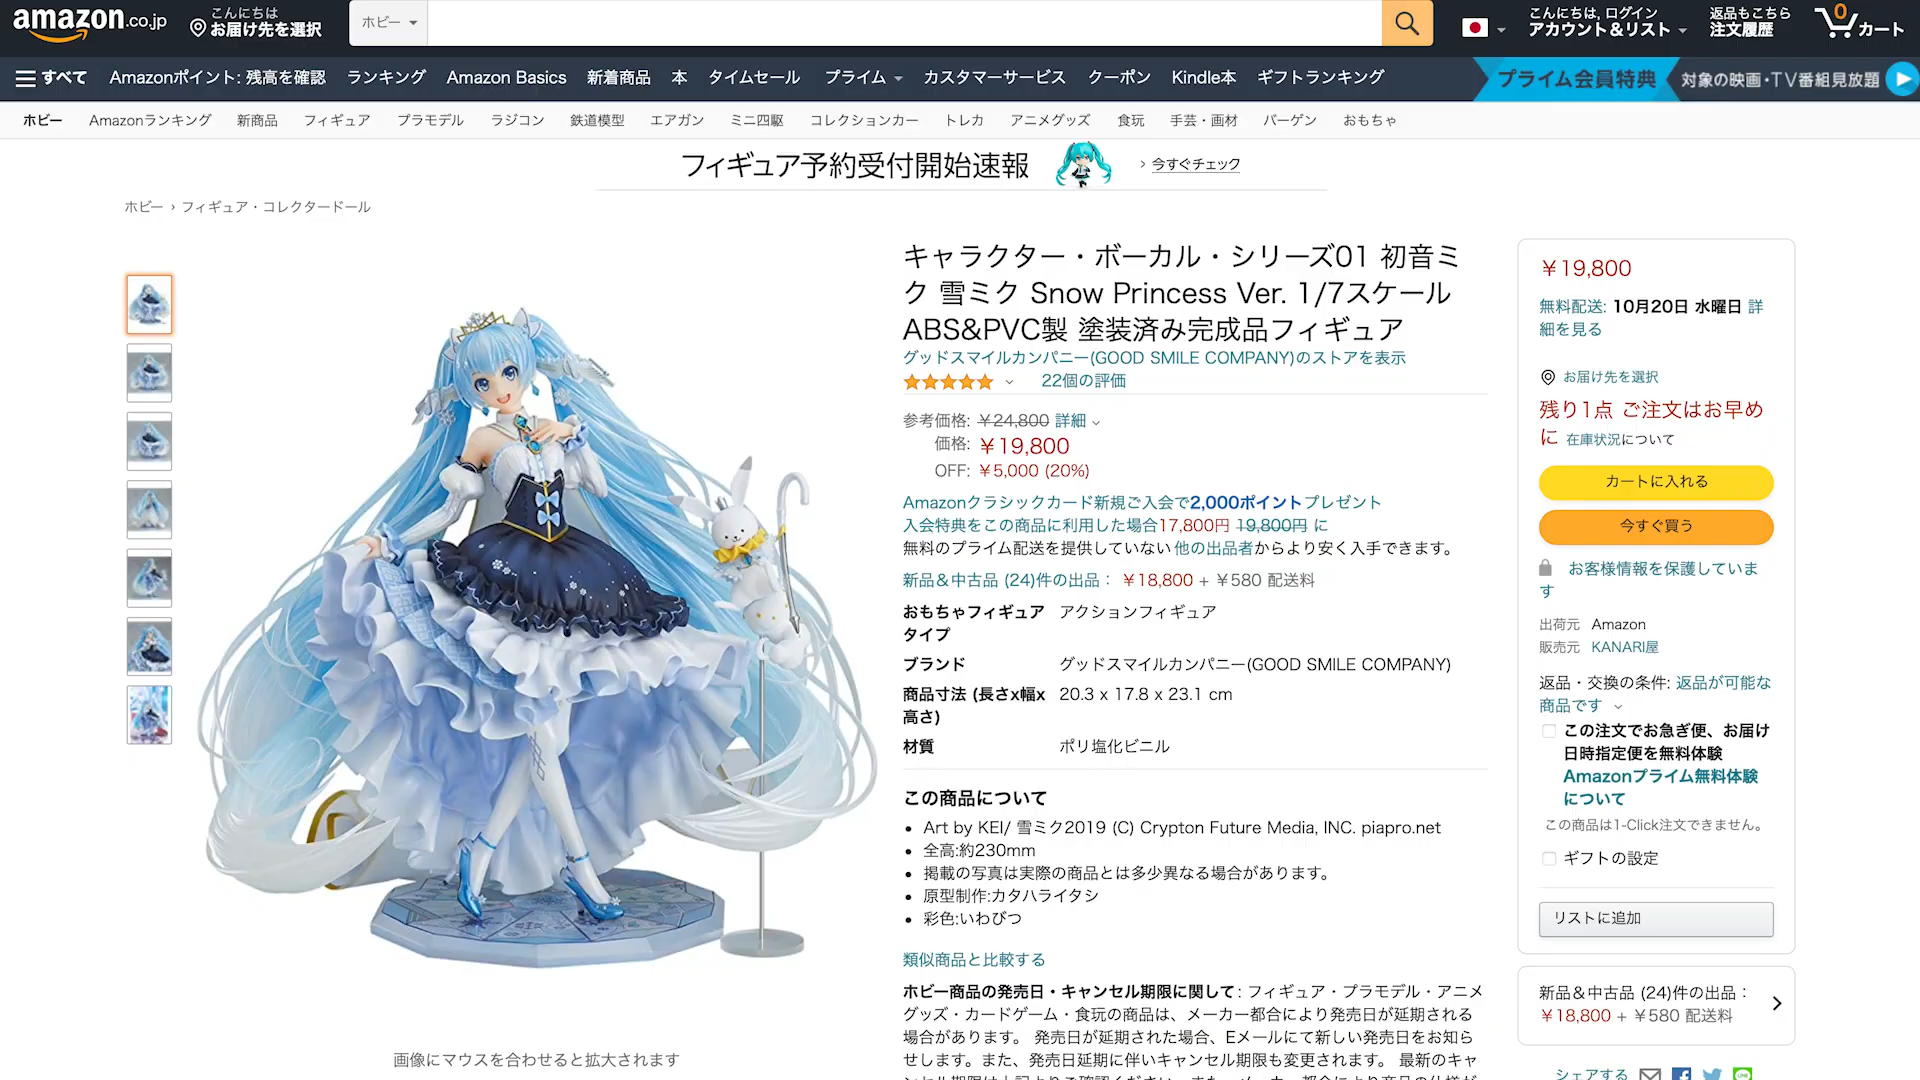 amazon.co.jp
こんにちは
お届け先を選択
ホビー
こんにちは, ログイン
アカウント&リスト
返品もこちら
注文履歴
0
カート
すべて
Amazonポイント: 残高を確認
ランキング
Amazon Basics
新着商品
本
タイムセール
プライム
カスタマーサービス
クーポン
Kindle本
ギフトランキング
プライム会員特典
対象の映画・TV番組見放題
ホビー
Amazonランキング
新商品
フィギュア
プラモデル
ラジコン
鉄道模型
エアガン
ミニ四駆
コレクションカー
トレカ
アニメグッズ
食玩
手芸・画材
バーゲン
おもちゃ
フィギュア予約受付開始速報
› 今すぐチェック
ホビー › フィギュア・コレクタードール
画像にマウスを合わせると拡大されます
キャラクター・ボーカル・シリーズ01 初音ミ
ク 雪ミク Snow Princess Ver. 1/7スケール
ABS&PVC製 塗装済み完成品フィギュア
グッドスマイルカンパニー(GOOD SMILE COMPANY)のストアを表示
22個の評価
参考価格: ￥24,800 詳細
価格: ￥19,800
OFF: ￥5,000 (20%)
Amazonクラシックカード新規ご入会で2,000ポイントプレゼント
入会特典をこの商品に利用した場合17,800円 19,800円 に
無料のプライム配送を提供していない 他の出品者からより安く入手できます。
新品＆中古品 (24)件の出品： ￥18,800 + ￥580 配送料
おもちゃフィギュア
タイプ
アクションフィギュア
ブランド
グッドスマイルカンパニー(GOOD SMILE COMPANY)
商品寸法 (長さx幅x
高さ)
20.3 x 17.8 x 23.1 cm
材質
ポリ塩化ビニル
この商品について
Art by KEI/ 雪ミク2019 (C) Crypton Future Media, INC. piapro.net
全高:約230mm
掲載の写真は実際の商品とは多少異なる場合があります。
原型制作:カタハライタシ
彩色:いわびつ
類似商品と比較する
ホビー商品の発売日・キャンセル期限に関して: フィギュア・プラモデル・アニメ
グッズ・カードゲーム・食玩の商品は、メーカー都合により発売日が延期される
場合があります。 発売日が延期された場合、Eメールにて新しい発売日をお知ら
せします。また、発売日延期に伴いキャンセル期限も変更されます。 最新のキャ
￥19,800
無料配送: 10月20日 水曜日 詳
細を見る
お届け先を選択
残り1点 ご注文はお早め
に 在庫状況について
カートに入れる
今すぐ買う
お客様情報を保護していま
す
出荷元 Amazon
販売元 KANARI屋
返品・交換の条件: 返品が可能な
商品です
この注文でお急ぎ便、お届け
日時指定便を無料体験
Amazonプライム無料体験
について
この商品は1-Click注文できません。
ギフトの設定
リストに追加
新品＆中古品 (24)件の出品：
￥18,800 + ￥580 配送料
シェアする